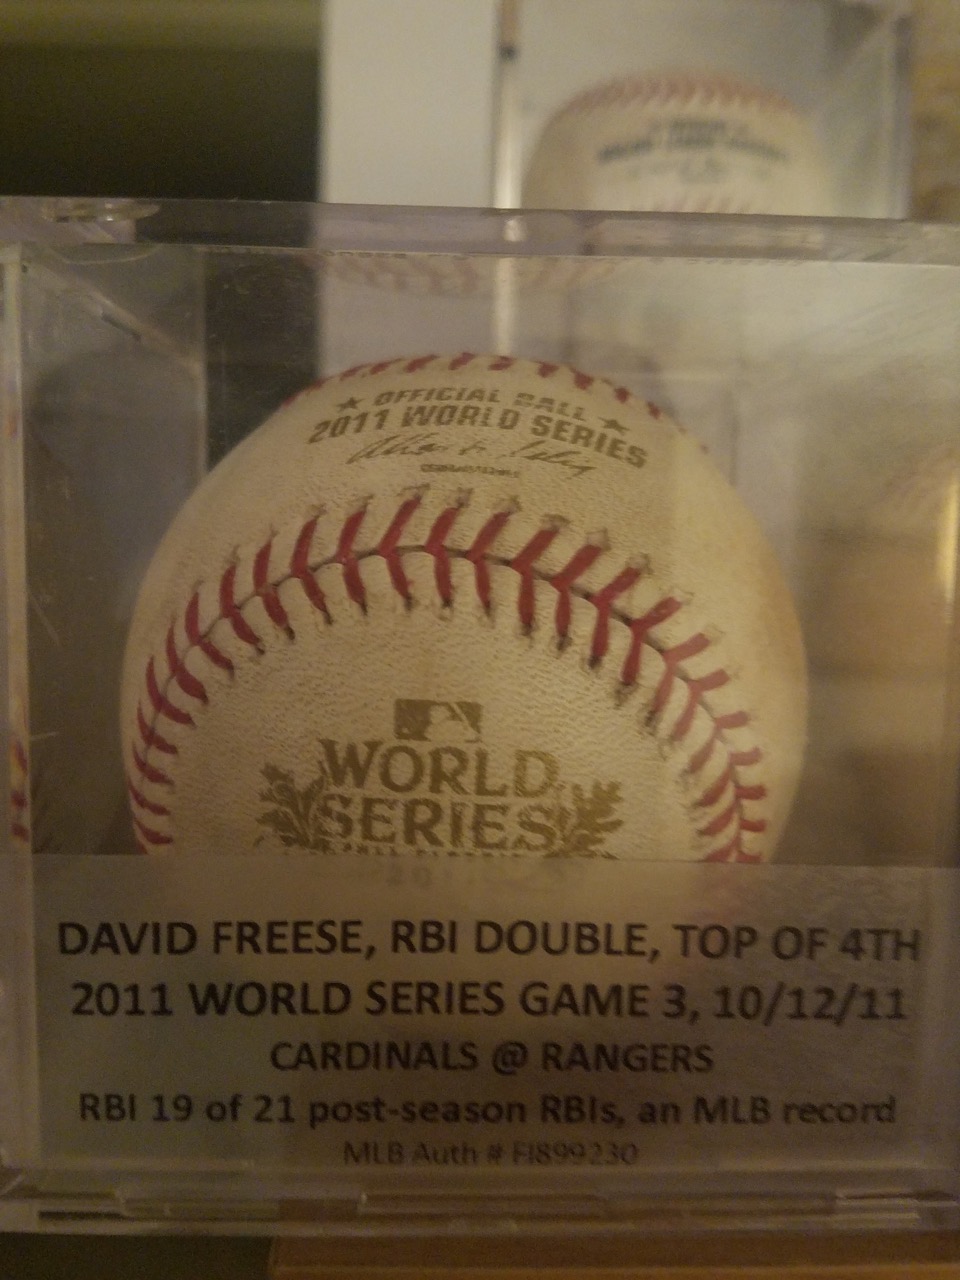 OFFICIAL BALL
2011 WORLD SERIES
WORLD
SERIES
DAVID FREESE, RBI DOUBLE, TOP OF 4TH
2011 WORLD SERIES GAME 3, 10/12/11
CARDINALS @ RANGERS
RBI 19 of 21 post-season RBIs, an MLB record
MLB Auth # FI899230